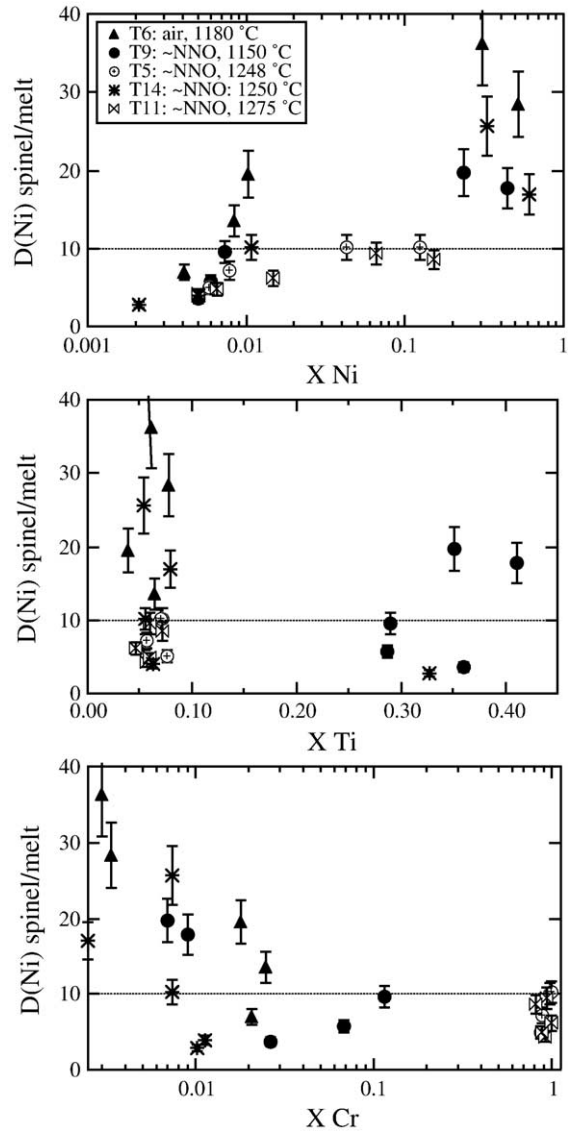 40
T6: air, 1180 °C
T9: ~NNO, 1150 °C
T5: ~NNO, 1248 °C
T14: ~NNO: 1250 °C
T11: ~NNO, 1275 °C
30
20
10
0
D(Ni) spinel/melt
0.001 0.01 0.1 1
X Ni
40
30
20
10
0
D(Ni) spinel/melt
0.00 0.10 0.20 0.30 0.40
X Ti
40
30
20
10
0
D(Ni) spinel/melt
0.01 0.1 1
X Cr